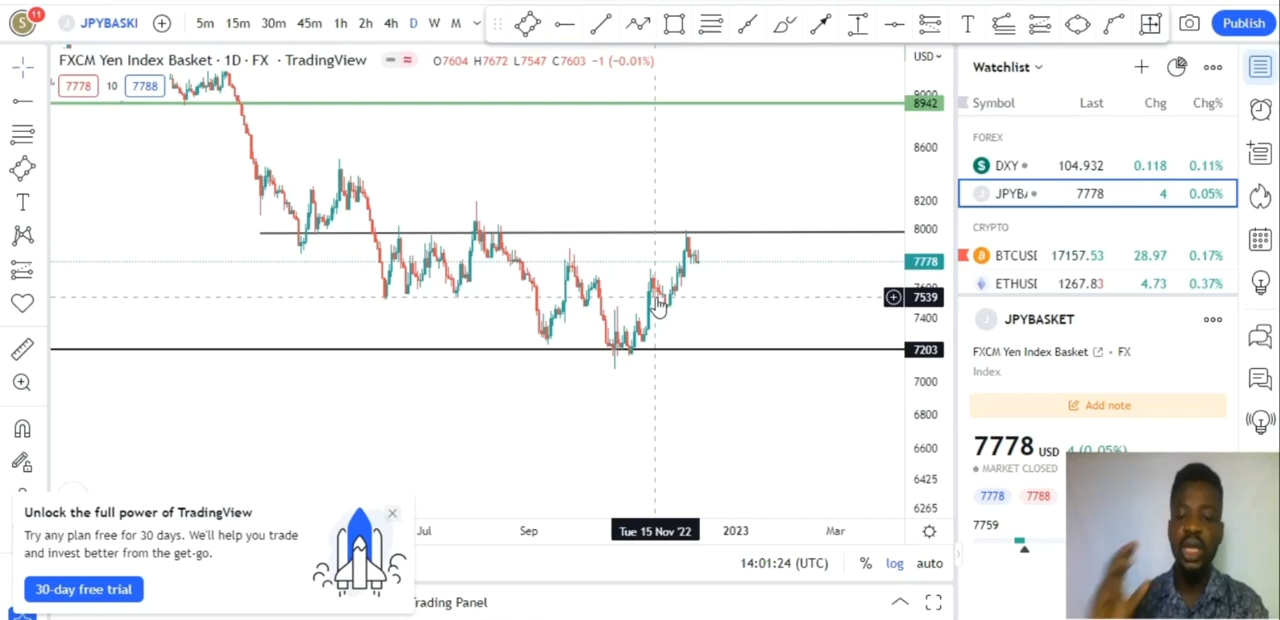 11
S
JPYBASKI
5m 15m 30m 45m 1h 2h 4h D W M
T
Publish
FXCM Yen Index Basket · 1D · FX · TradingView
O7604 H7672 L7547 C7603 −1 (−0.01%)
7778 10 7788
USD
9000
8942
8600
8200
8000
7778
7539
7400
7203
7000
6800
6600
6425
6265
Jul Sep Tue 15 Nov '22 2023 Mar
14:01:24 (UTC) % log auto
Trading Panel
Unlock the full power of TradingView
Try any plan free for 30 days. We'll help you trade
and invest better from the get-go.
30-day free trial
Watchlist
Symbol Last Chg Chg%
FOREX
DXY 104.932 0.118 0.11%
JPYB 7778 4 0.05%
CRYPTO
BTCUSI 17157.53 28.97 0.17%
ETHUSI 1267.83 4.73 0.37%
J JPYBASKET
FXCM Yen Index Basket · FX
Index
Add note
7778 USD 4 (0.05%)
MARKET CLOSED
7778 7788
7759